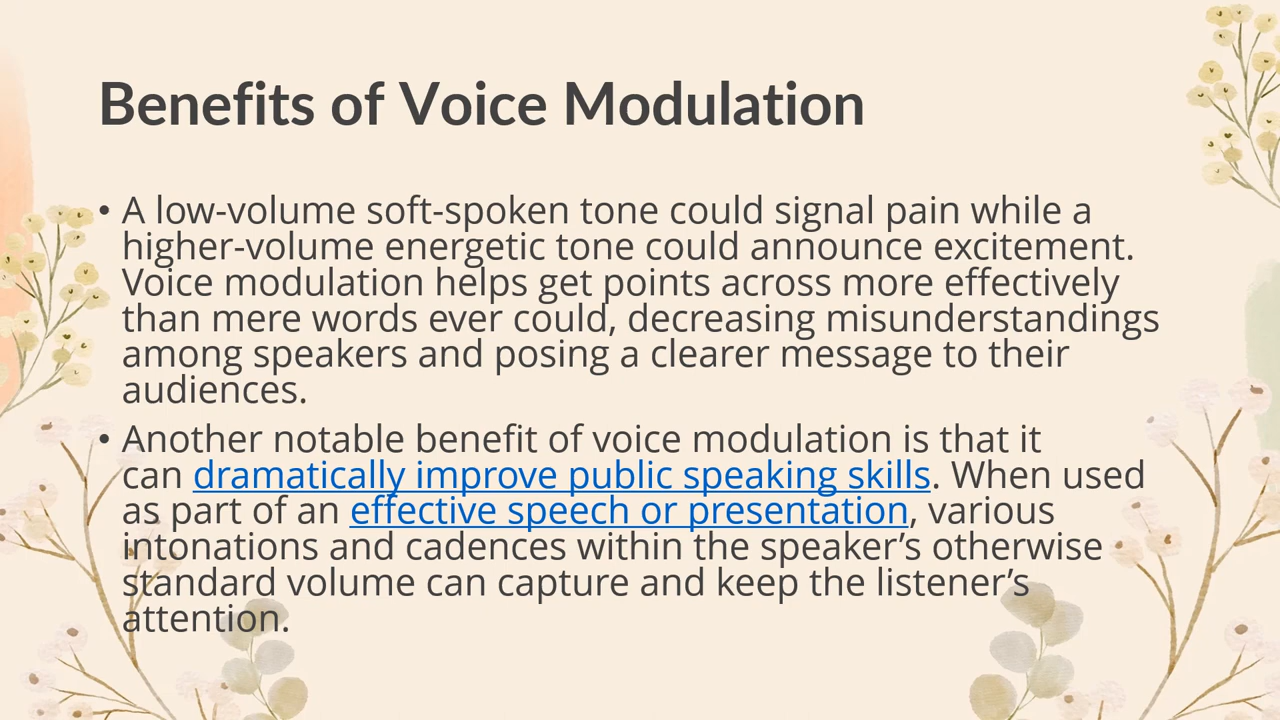 Benefits of Voice Modulation
• A low-volume soft-spoken tone could signal pain while a
higher-volume energetic tone could announce excitement.
Voice modulation helps get points across more effectively
than mere words ever could, decreasing misunderstandings
among speakers and posing a clearer message to their
audiences.
• Another notable benefit of voice modulation is that it
can dramatically improve public speaking skills. When used
as part of an effective speech or presentation, various
intonations and cadences within the speaker’s otherwise
standard volume can capture and keep the listener’s
attention.